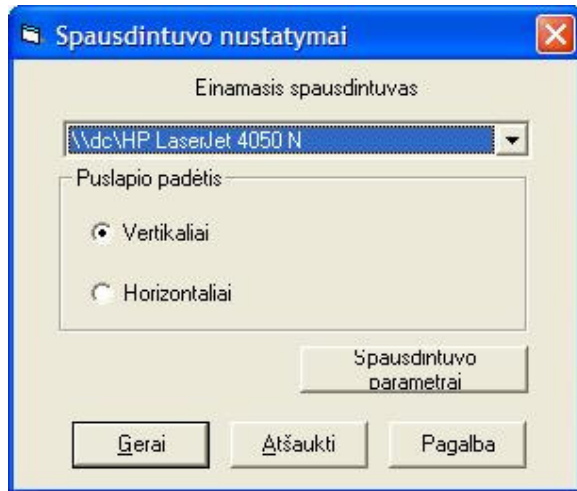 Spausdintuvo nustatymai
Einamasis spausdintuvas
\\dc\HP LaserJet 4050 N
Puslapio padėtis
Vertikaliai
Horizontaliai
Spausdintuvo
parametrai
Gerai Atšaukti Pagalba